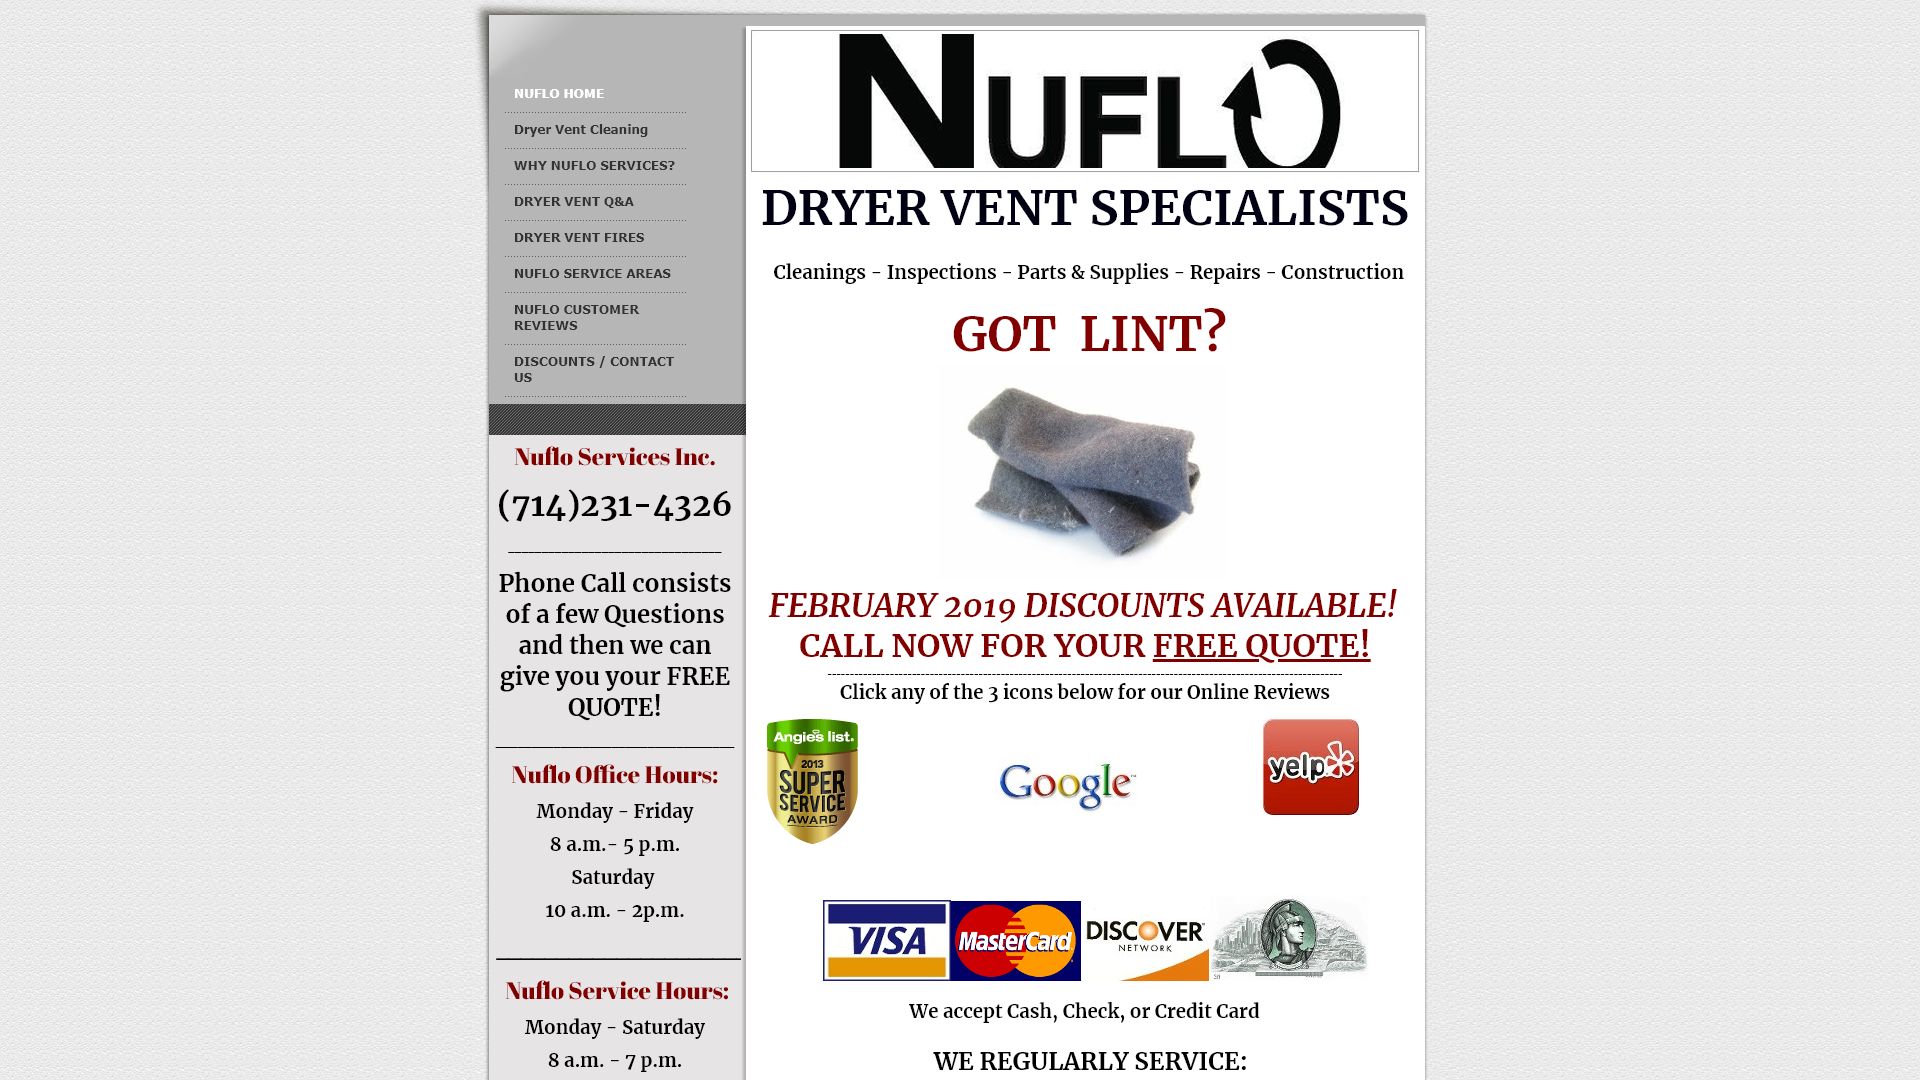 NUFLO HOME
Dryer Vent Cleaning
WHY NUFLO SERVICES?
DRYER VENT Q&A
DRYER VENT FIRES
NUFLO SERVICE AREAS
NUFLO CUSTOMER
REVIEWS
DISCOUNTS / CONTACT
US
Nuflo Services Inc.
(714)231-4326
Phone Call consists
of a few Questions
and then we can
give you your FREE
QUOTE!
Nuflo Office Hours:
Monday - Friday
8 a.m.- 5 p.m.
Saturday
10 a.m. - 2p.m.
Nuflo Service Hours:
Monday - Saturday
8 a.m. - 7 p.m.
NUFLO
DRYER VENT SPECIALISTS
Cleanings - Inspections - Parts & Supplies - Repairs - Construction
GOT LINT?
FEBRUARY 2019 DISCOUNTS AVAILABLE!
CALL NOW FOR YOUR FREE QUOTE!
Click any of the 3 icons below for our Online Reviews
Angie's list.
2013
SUPER
SERVICE
AWARD
Google™
yelp
VISA
MasterCard
DISCOVER
NETWORK
We accept Cash, Check, or Credit Card
WE REGULARLY SERVICE: